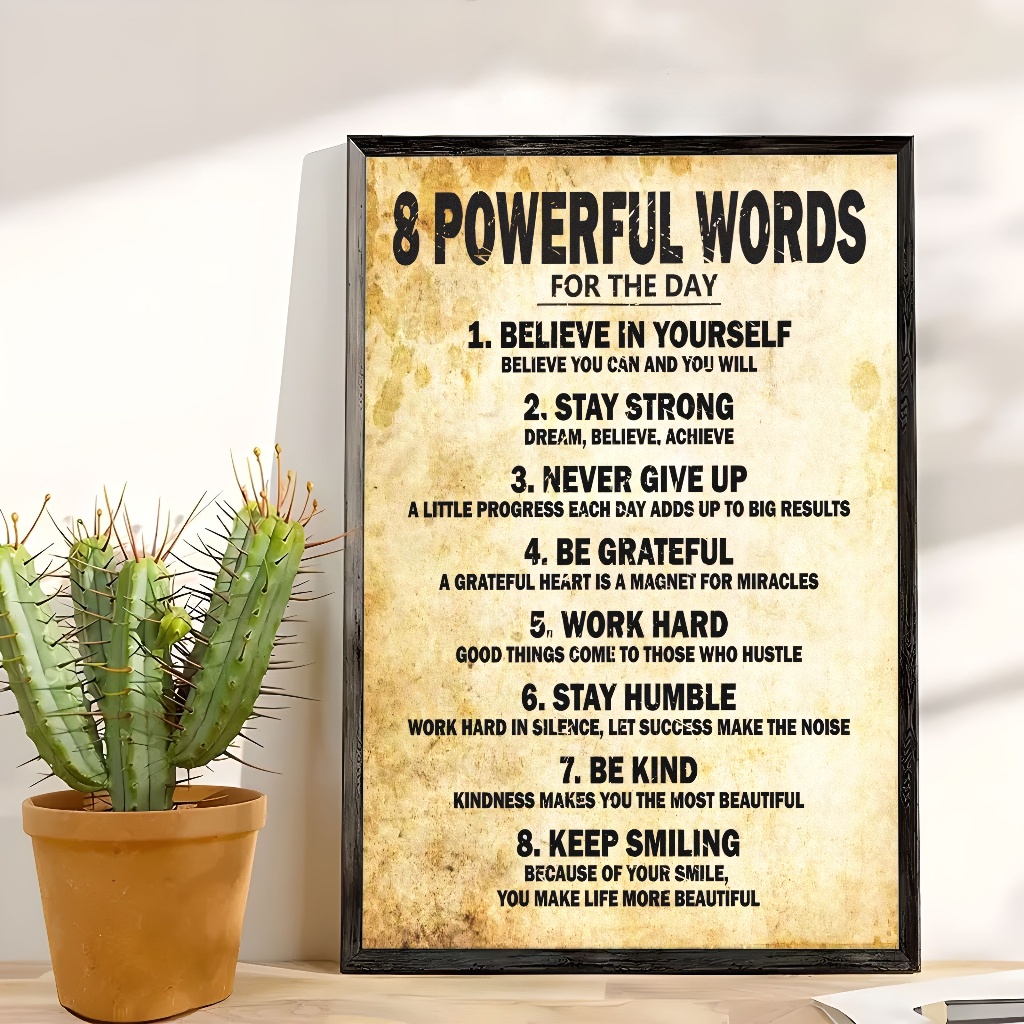 8 POWERFUL WORDS
FOR THE DAY
1. BELIEVE IN YOURSELF
BELIEVE YOU CAN AND YOU WILL
2. STAY STRONG
DREAM, BELIEVE, ACHIEVE
3. NEVER GIVE UP
A LITTLE PROGRESS EACH DAY ADDS UP TO BIG RESULTS
4. BE GRATEFUL
A GRATEFUL HEART IS A MAGNET FOR MIRACLES
5. WORK HARD
GOOD THINGS COME TO THOSE WHO HUSTLE
6. STAY HUMBLE
WORK HARD IN SILENCE, LET SUCCESS MAKE THE NOISE
7. BE KIND
KINDNESS MAKES YOU THE MOST BEAUTIFUL
8. KEEP SMILING
BECAUSE OF YOUR SMILE,
YOU MAKE LIFE MORE BEAUTIFUL